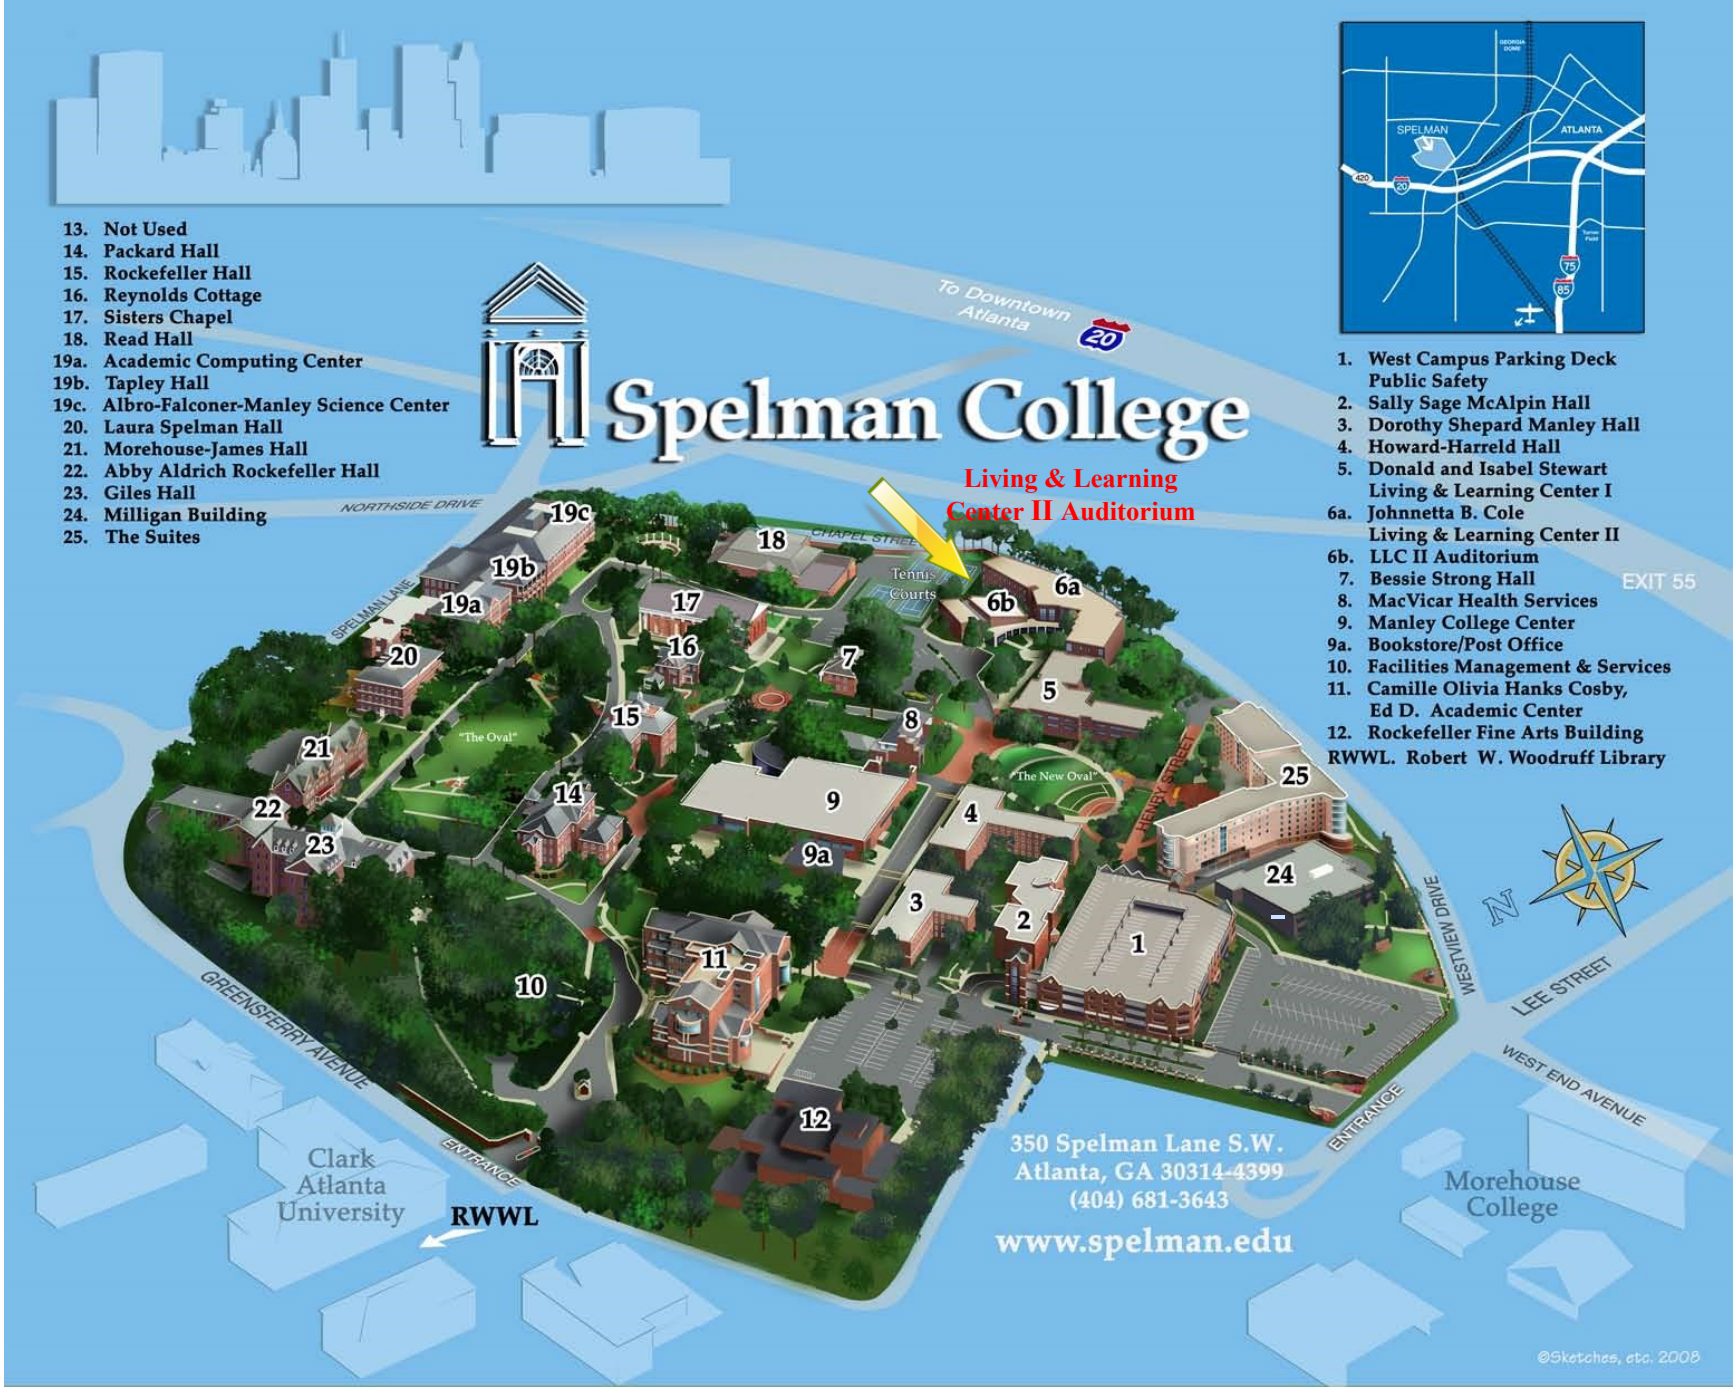 GEORGIA
DOME
SPELMAN
ATLANTA
420
20
Turner
Field
75
85
13. Not Used
14. Packard Hall
15. Rockefeller Hall
16. Reynolds Cottage
17. Sisters Chapel
18. Read Hall
19a. Academic Computing Center
19b. Tapley Hall
19c. Albro-Falconer-Manley Science Center
20. Laura Spelman Hall
21. Morehouse-James Hall
22. Abby Aldrich Rockefeller Hall
23. Giles Hall
24. Milligan Building
25. The Suites
To Downtown
Atlanta
20
Spelman College
1. West Campus Parking Deck
Public Safety
2. Sally Sage McAlpin Hall
3. Dorothy Shepard Manley Hall
4. Howard-Harreld Hall
5. Donald and Isabel Stewart
Living & Learning Center I
6a. Johnnetta B. Cole
Living & Learning Center II
6b. LLC II Auditorium
7. Bessie Strong Hall
8. MacVicar Health Services
9. Manley College Center
9a. Bookstore/Post Office
10. Facilities Management & Services
11. Camille Olivia Hanks Cosby,
Ed D. Academic Center
12. Rockefeller Fine Arts Building
RWWL. Robert W. Woodruff Library
EXIT 55
Living & Learning
Center II Auditorium
NORTHSIDE DRIVE
CHAPEL STREET
SPELMAN LANE
Tennis
Courts
19c
18
19b
6a
19a
17
6b
16
20
7
5
15
8
"The Oval"
21
"The New Oval"
HENRY STREET
25
14
9
4
22
23
9a
24
3
2
1
11
10
12
N
WESTVIEW DRIVE
LEE STREET
WEST END AVENUE
GREENSFERRY AVENUE
ENTRANCE
ENTRANCE
Clark
Atlanta
University
RWWL
350 Spelman Lane S.W.
Atlanta, GA 30314-4399
(404) 681-3643
www.spelman.edu
Morehouse
College
©Sketches, etc. 2008